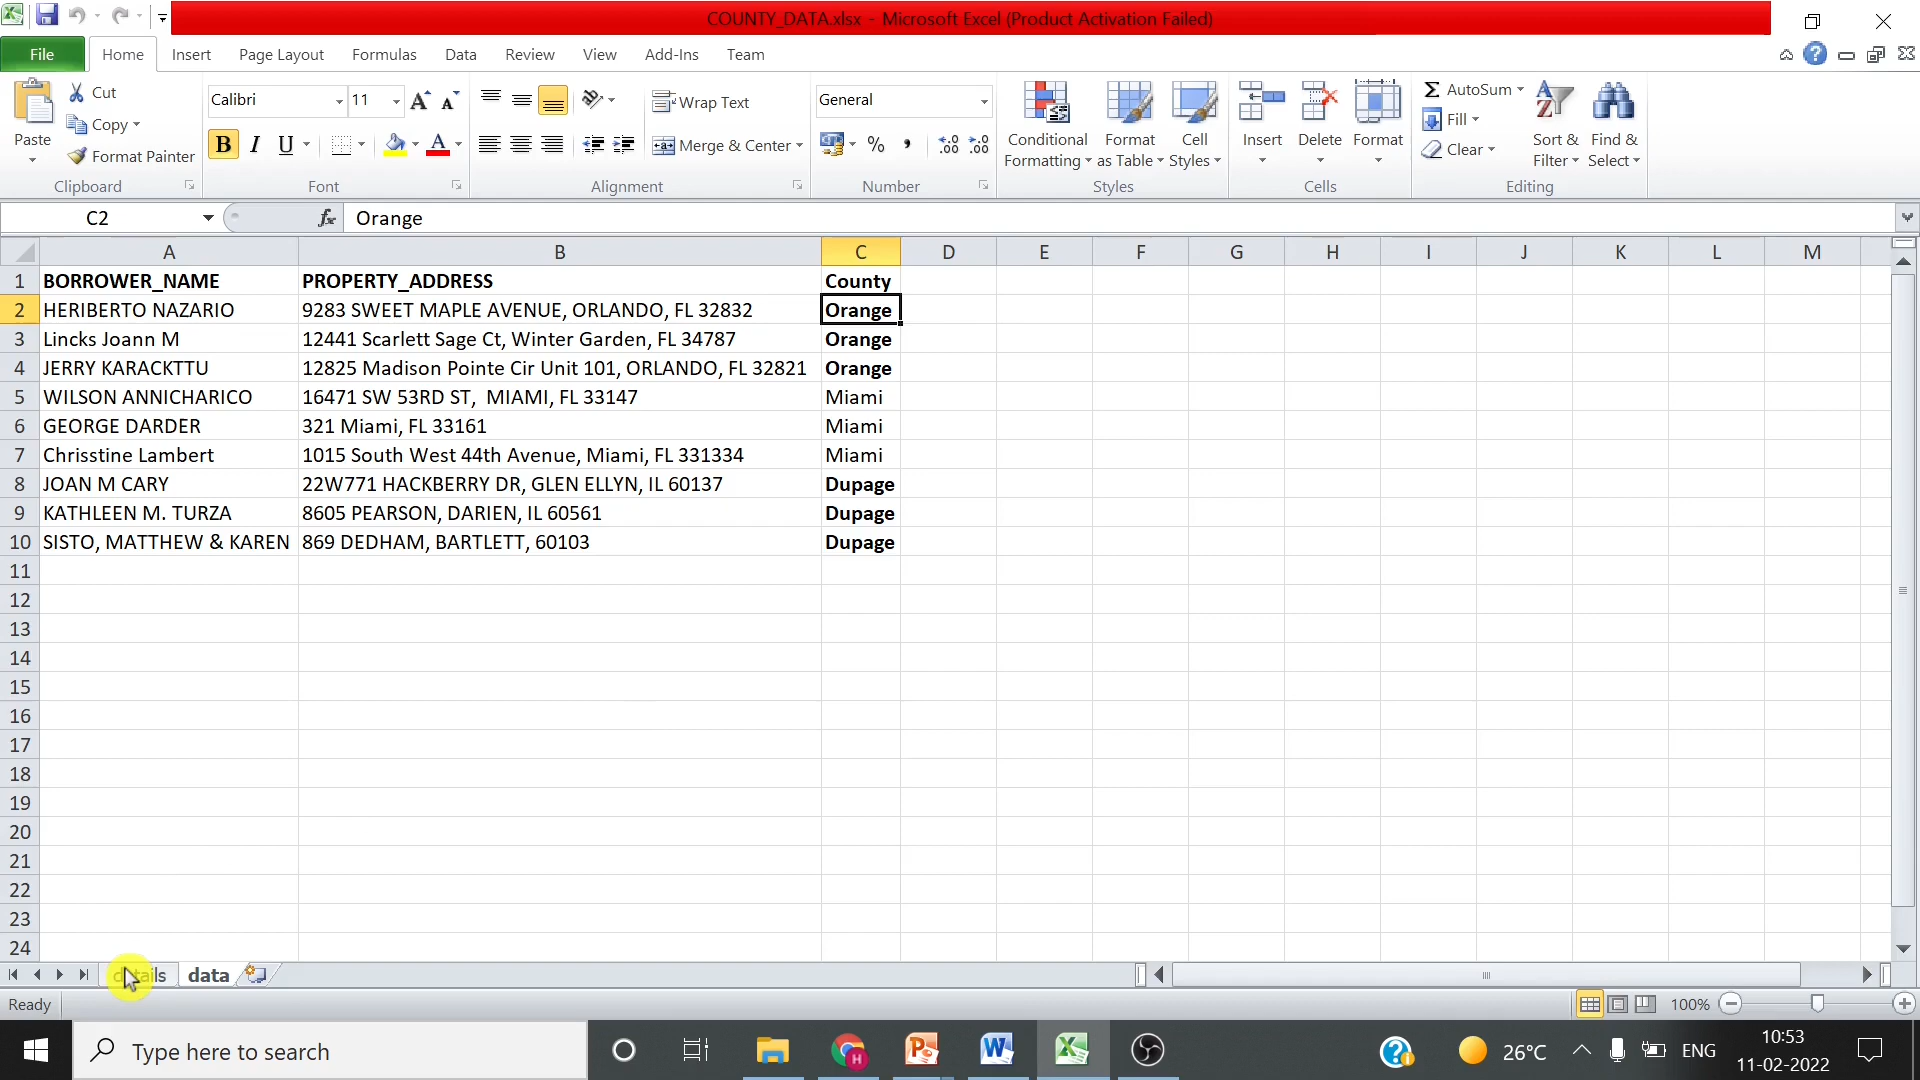 COUNTY_DATA.xlsx - Microsoft Excel (Product Activation Failed)
File Home Insert Page Layout Formulas Data Review View Add-Ins Team
Paste Cut Copy Format Painter Clipboard
Calibri 11 B I U A Font
Wrap Text Merge & Center Alignment
General % , .00 .00 Number
Conditional Formatting Format as Table Cell Styles Styles
Insert Delete Format Cells
Σ AutoSum Fill Clear Sort & Filter Find & Select Editing
C2 fx Orange
A B C D E F G H I J K L M
1 BORROWER_NAME PROPERTY_ADDRESS County
2 HERIBERTO NAZARIO 9283 SWEET MAPLE AVENUE, ORLANDO, FL 32832 Orange
3 Lincks Joann M 12441 Scarlett Sage Ct, Winter Garden, FL 34787 Orange
4 JERRY KARACKTTU 12825 Madison Pointe Cir Unit 101, ORLANDO, FL 32821 Orange
5 WILSON ANNICHARICO 16471 SW 53RD ST, MIAMI, FL 33147 Miami
6 GEORGE DARDER 321 Miami, FL 33161 Miami
7 Chrisstine Lambert 1015 South West 44th Avenue, Miami, FL 331334 Miami
8 JOAN M CARY 22W771 HACKBERRY DR, GLEN ELLYN, IL 60137 Dupage
9 KATHLEEN M. TURZA 8605 PEARSON, DARIEN, IL 60561 Dupage
10 SISTO, MATTHEW & KAREN 869 DEDHAM, BARTLETT, 60103 Dupage
11
12
13
14
15
16
17
18
19
20
21
22
23
24
details data
Ready 100%
Type here to search 26°C ENG 10:53
11-02-2022